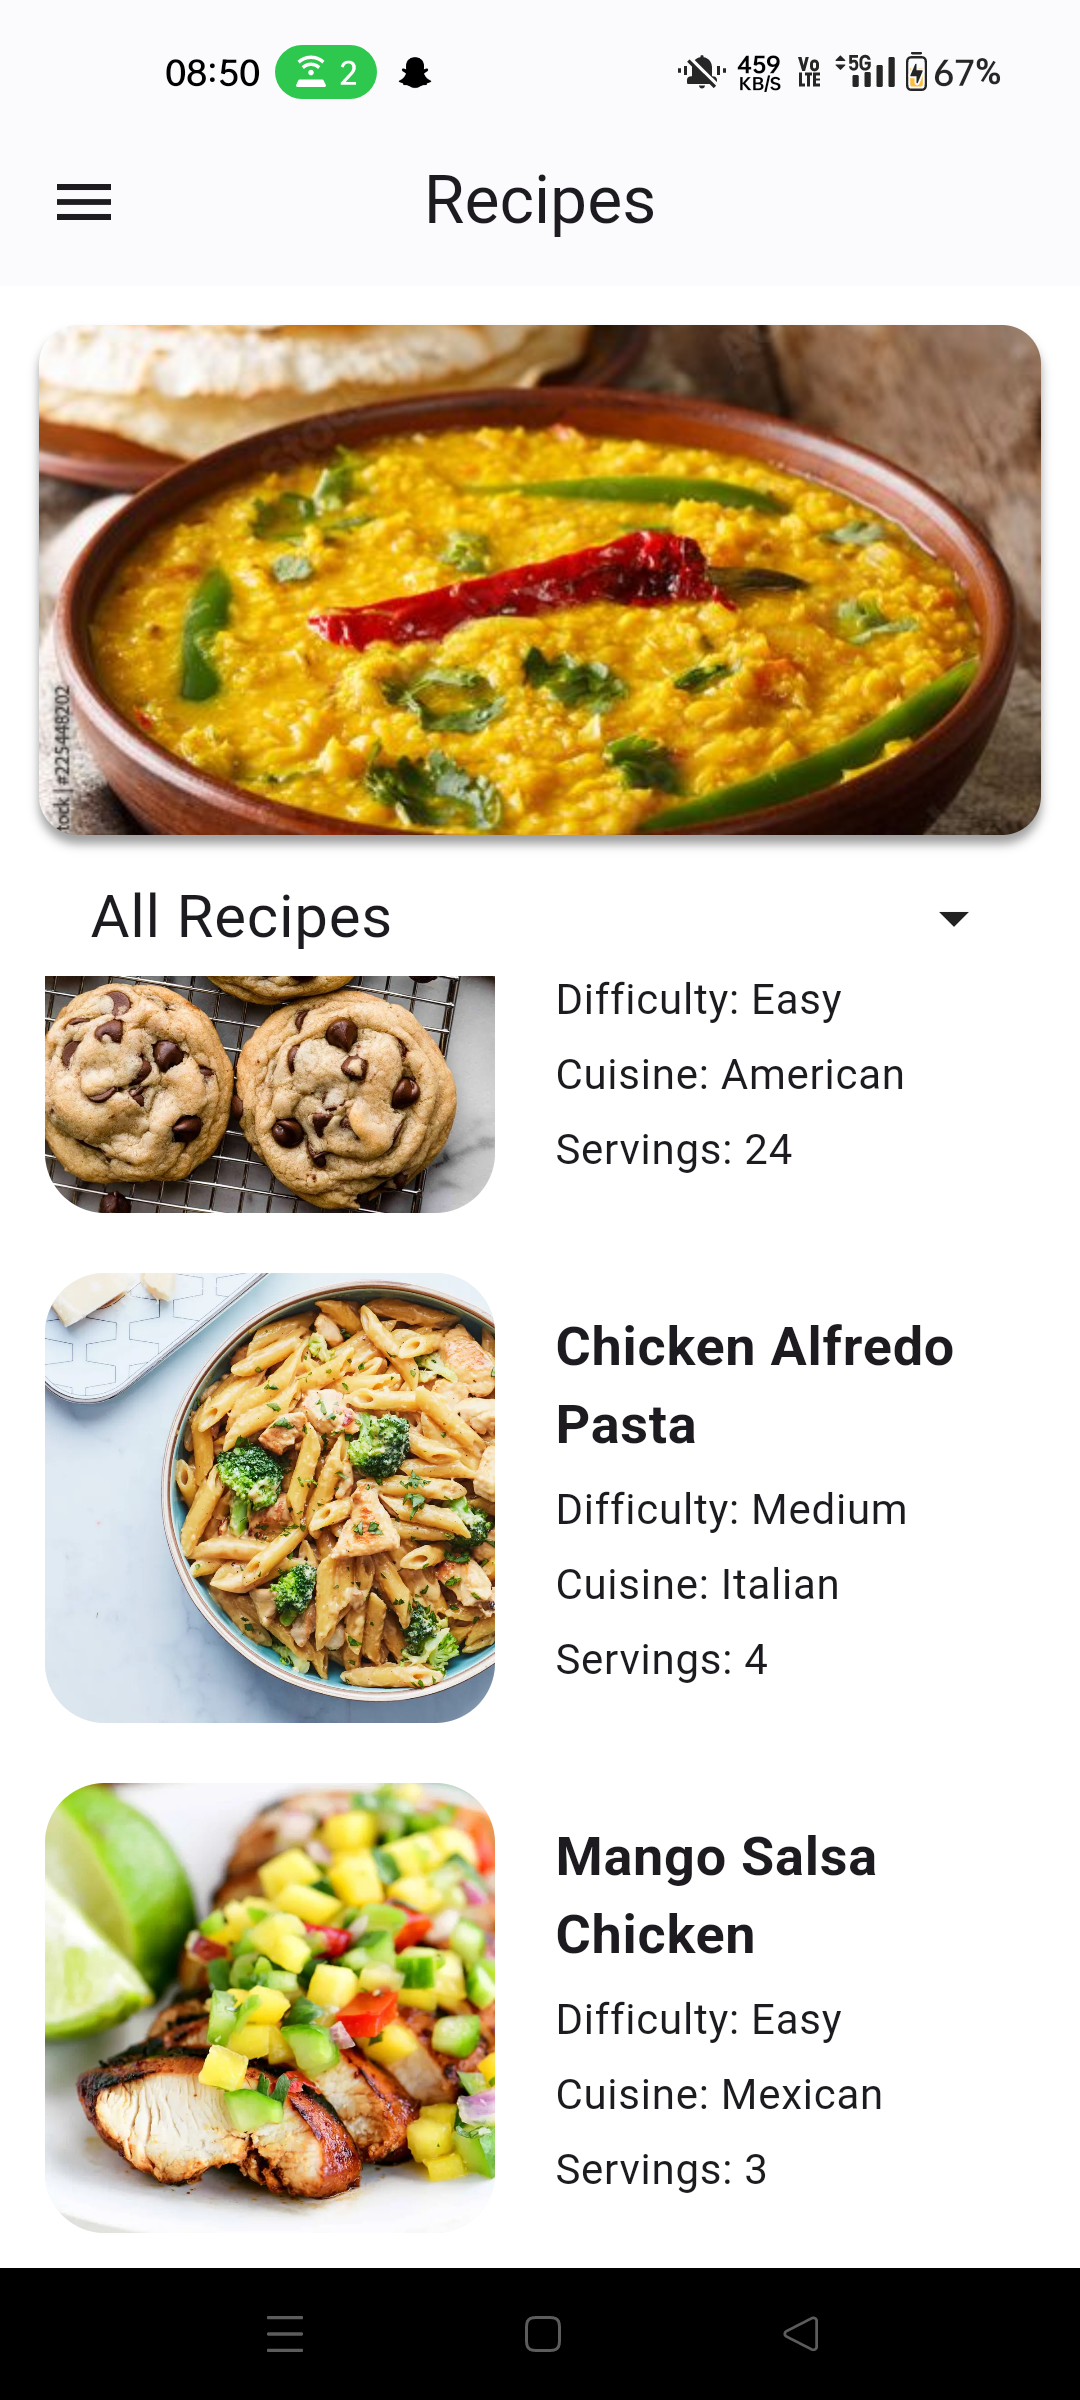 08:50
2
459
KB/S
Vo
LTE
5G
67%
Recipes
tock | #225448202
All Recipes
Difficulty: Easy
Cuisine: American
Servings: 24
Chicken Alfredo
Pasta
Difficulty: Medium
Cuisine: Italian
Servings: 4
Mango Salsa
Chicken
Difficulty: Easy
Cuisine: Mexican
Servings: 3